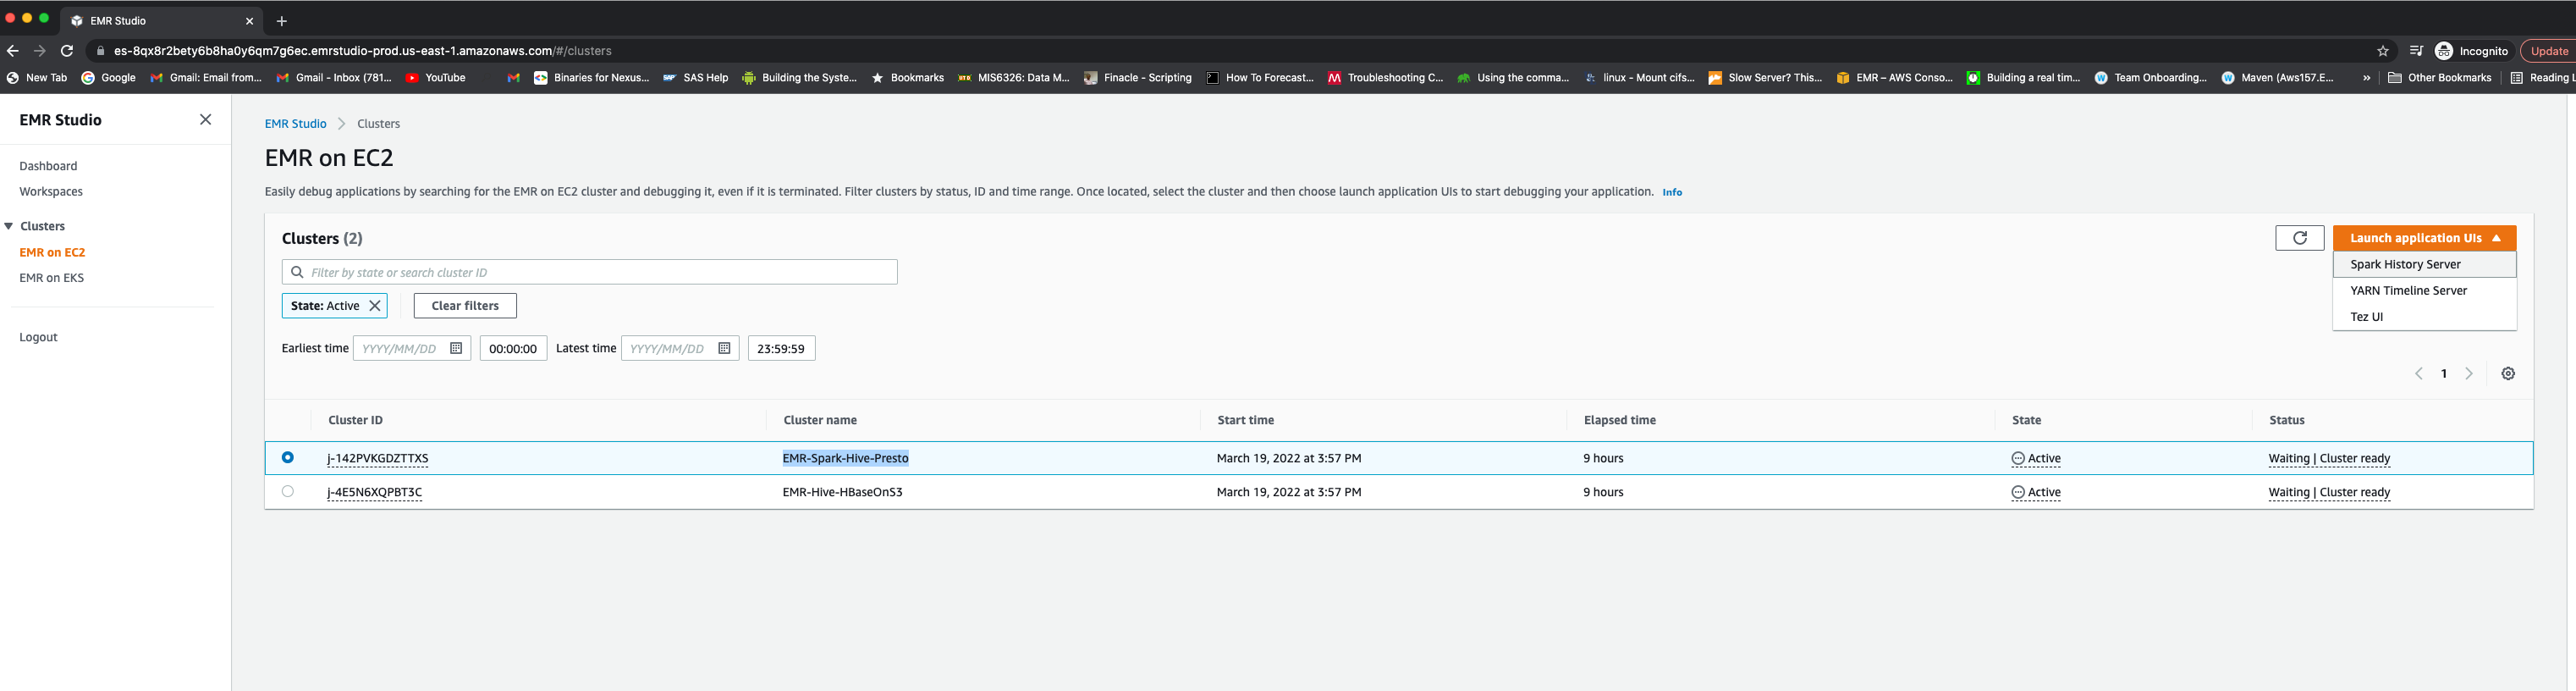 EMR Studio
es-8qx8r2bety6b8ha0y6qm7g6ec.emrstudio-prod.us-east-1.amazonaws.com/#/clusters
Incognito
Update
New Tab
Google
Gmail: Email from...
Gmail - Inbox (781...
YouTube
Binaries for Nexus...
SAS Help
Building the Syste...
Bookmarks
MIS6326: Data M...
Finacle - Scripting
How To Forecast...
Troubleshooting C...
Using the comma...
linux - Mount cifs...
Slow Server? This...
EMR – AWS Conso...
Building a real tim...
Team Onboarding...
Maven (Aws157.E...
»
Other Bookmarks
Reading L
EMR Studio
Dashboard
Workspaces
Clusters
EMR on EC2
EMR on EKS
Logout
EMR Studio > Clusters
EMR on EC2
Easily debug applications by searching for the EMR on EC2 cluster and debugging it, even if it is terminated. Filter clusters by status, ID and time range. Once located, select the cluster and then choose launch application UIs to start debugging your application. Info
Clusters (2)
Launch application UIs
Spark History Server
YARN Timeline Server
Tez UI
Filter by state or search cluster ID
State: Active
Clear filters
Earliest time YYYY/MM/DD 00:00:00 Latest time YYYY/MM/DD 23:59:59
1
Cluster ID Cluster name Start time Elapsed time State Status
j-142PVKGDZTTXS EMR-Spark-Hive-Presto March 19, 2022 at 3:57 PM 9 hours Active Waiting | Cluster ready
j-4E5N6XQPBT3C EMR-Hive-HBaseOnS3 March 19, 2022 at 3:57 PM 9 hours Active Waiting | Cluster ready